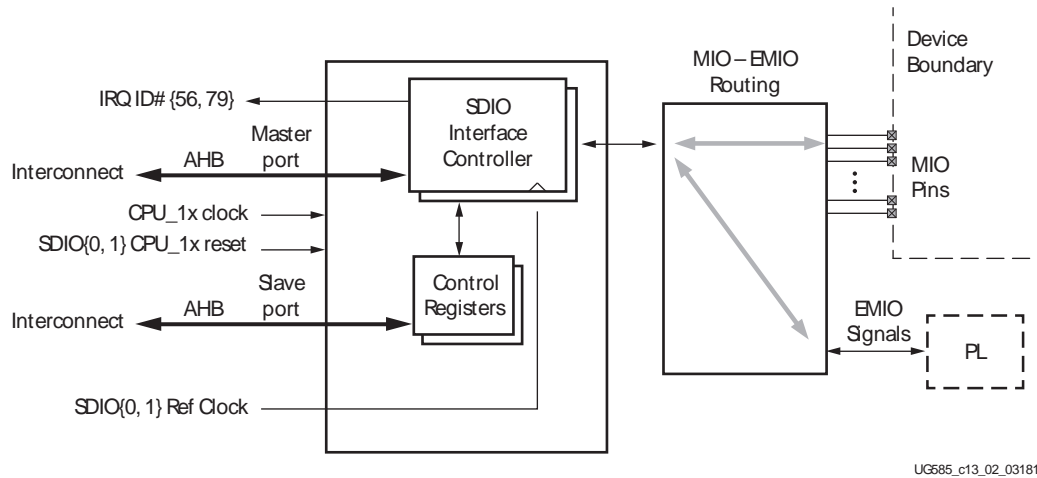 Device
Boundary
MIO – EMIO
Routing
IRQ ID# {56, 79}
SDIO
Interface
Controller
Master
port
Interconnect
AHB
MIO
Pins
CPU_1x clock
SDIO{0, 1} CPU_1x reset
Control
Registers
Slave
port
Interconnect
AHB
EMIO
Signals
PL
SDIO{0, 1} Ref Clock
UG585_c13_02_03181